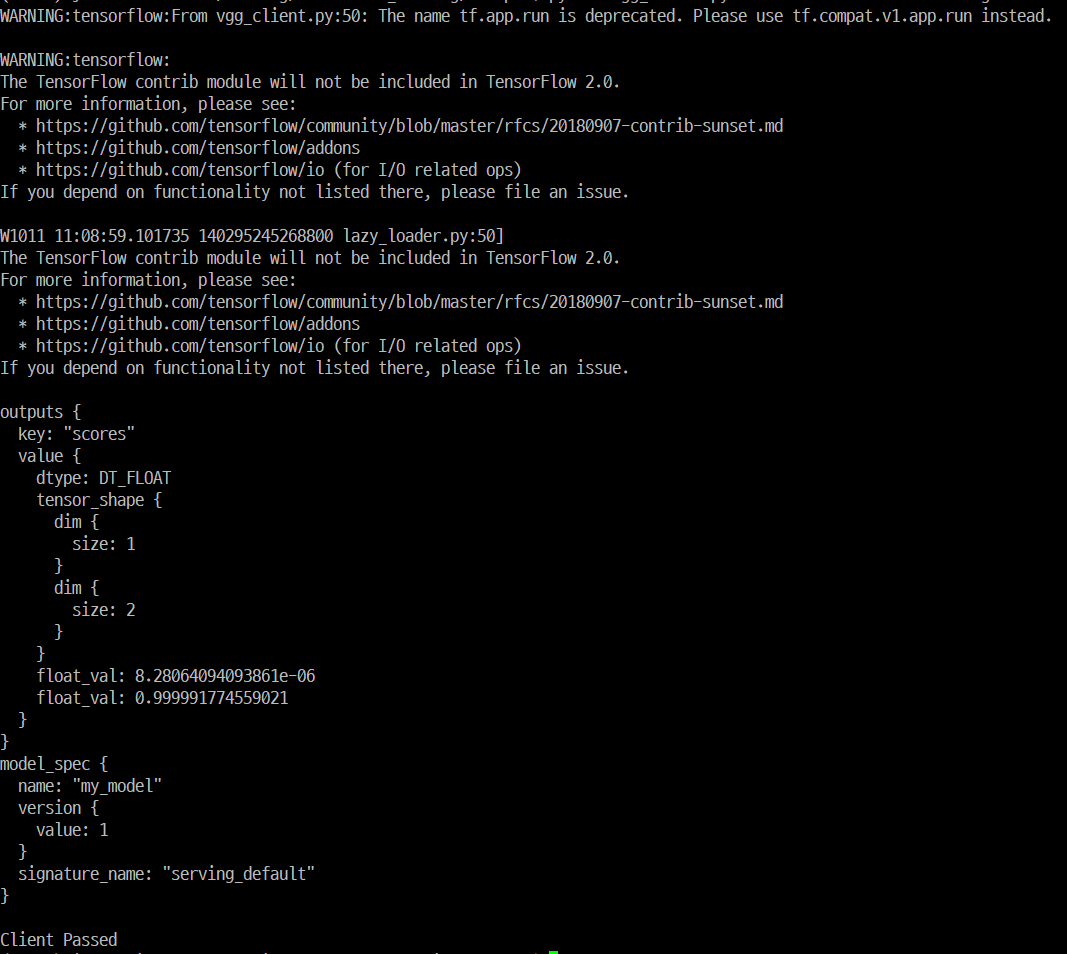 WARNING:tensorflow:From vgg_client.py:50: The name tf.app.run is deprecated. Please use tf.compat.v1.app.run instead.
WARNING:tensorflow:
The TensorFlow contrib module will not be included in TensorFlow 2.0.
For more information, please see:
  * https://github.com/tensorflow/community/blob/master/rfcs/20180907-contrib-sunset.md
  * https://github.com/tensorflow/addons
  * https://github.com/tensorflow/io (for I/O related ops)
If you depend on functionality not listed there, please file an issue.
W1011 11:08:59.101735 140295245268800 lazy_loader.py:50]
The TensorFlow contrib module will not be included in TensorFlow 2.0.
For more information, please see:
  * https://github.com/tensorflow/community/blob/master/rfcs/20180907-contrib-sunset.md
  * https://github.com/tensorflow/addons
  * https://github.com/tensorflow/io (for I/O related ops)
If you depend on functionality not listed there, please file an issue.
outputs {
  key: "scores"
  value {
    dtype: DT_FLOAT
    tensor_shape {
      dim {
        size: 1
      }
      dim {
        size: 2
      }
    }
    float_val: 8.28064094093861e-06
    float_val: 0.999991774559021
  }
}
model_spec {
  name: "my_model"
  version {
    value: 1
  }
  signature_name: "serving_default"
}
Client Passed